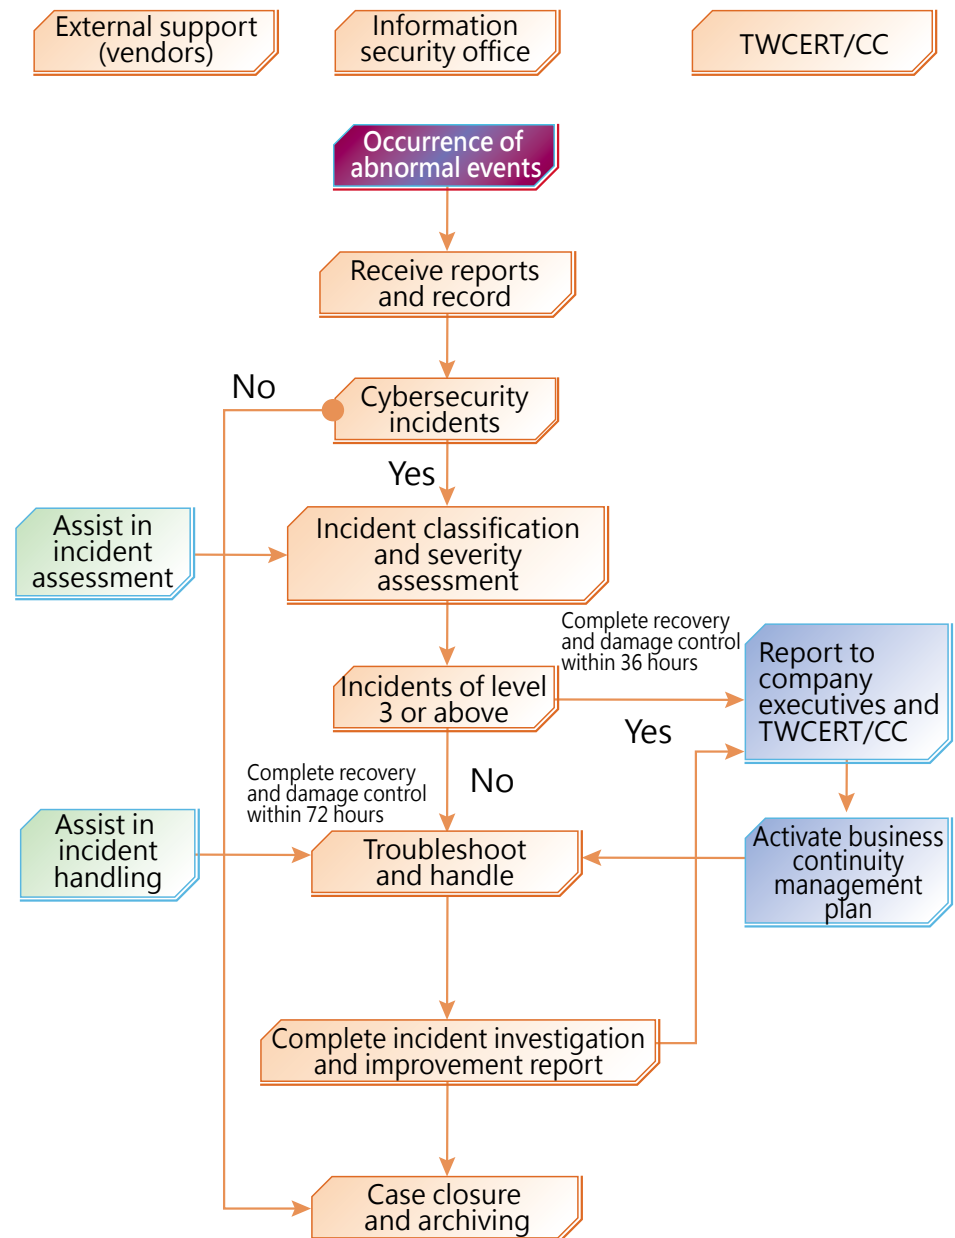 External support
(vendors)
Information
security office
TWCERT/CC
Occurrence of
abnormal events
Receive reports
and record
No
Cybersecurity
incidents
Yes
Assist in
incident
assessment
Incident classification
and severity
assessment
Complete recovery
and damage control
within 36 hours
Incidents of level
3 or above
Yes
Report to
company
executives and
TWCERT/CC
Complete recovery
and damage control
within 72 hours
No
Assist in
incident
handling
Troubleshoot
and handle
Activate business
continuity
management
plan
Complete incident investigation
and improvement report
Case closure
and archiving